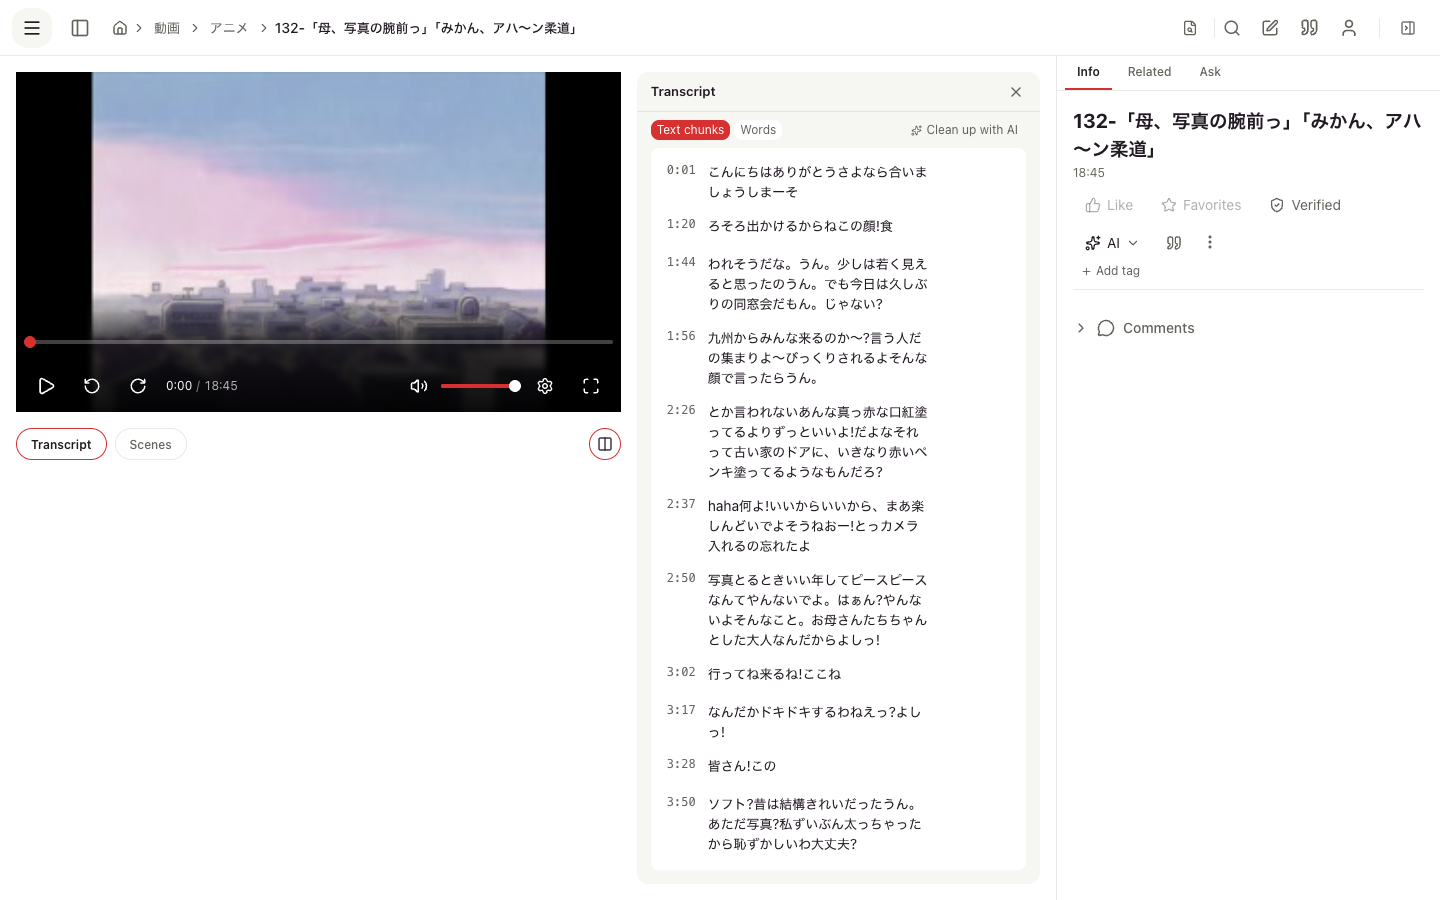 動画
アニメ
132-「母、写真の腕前っ」「みかん、アハ〜ン柔道」
0:00 / 18:45
Transcript
Scenes
Transcript
Text chunks
Words
Clean up with AI
0:01 こんにちはありがとうさよなら合いま
しょうしまーそ
1:20 ろそろ出かけるからねこの顔!食
1:44 われそうだな。うん。少しは若く見え
ると思ったのうん。でも今日は久しぶ
りの同窓会だもん。じゃない?
1:56 九州からみんな来るのか〜?言う人だ
の集まりよ〜びっくりされるよそんな
顔で言ったらうん。
2:26 とか言われないあんな真っ赤な口紅塗
ってるよりずっといいよ!だよなそれ
って古い家のドアに、いきなり赤いペ
ンキ塗ってるようなもんだろ?
2:37 haha何よ!いいからいいから、まあ楽
しんどいでよそうねおー!とっカメラ
入れるの忘れたよ
2:50 写真とるときいい年してピースピース
なんてやんないでよ。はぁん?やんな
いよそんなこと。お母さんたちちゃん
とした大人なんだからよしっ!
3:02 行ってね来るね!ここね
3:17 なんだかドキドキするわねえっ?よし
っ!
3:28 皆さん!この
3:50 ソフト?昔は結構きれいだったうん。
あただ写真?私ずいぶん太っちゃった
から恥ずかしいわ大丈夫?
Info
Related
Ask
132-「母、写真の腕前っ」「みかん、アハ
〜ン柔道」
18:45
Like
Favorites
Verified
AI
+ Add tag
Comments